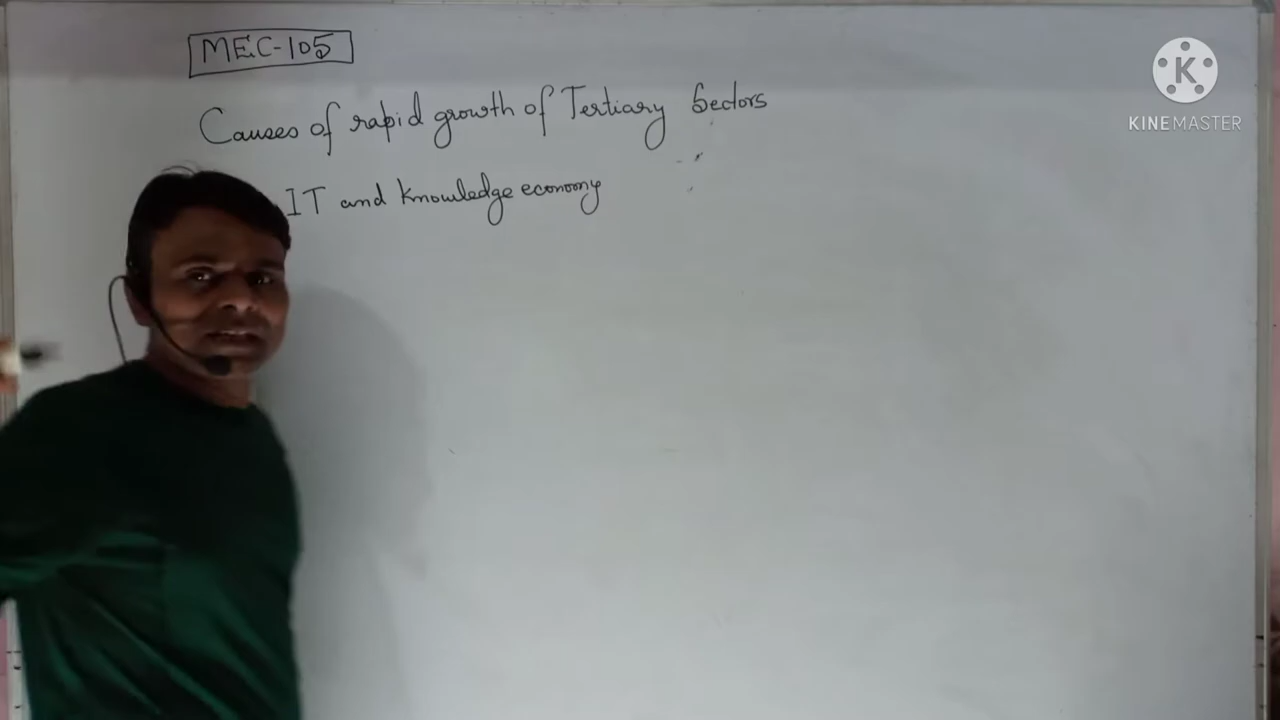 MEC-105
Causes of rapid growth of Tertiary Sectors
IT and Knowledge economy
KINEMASTER